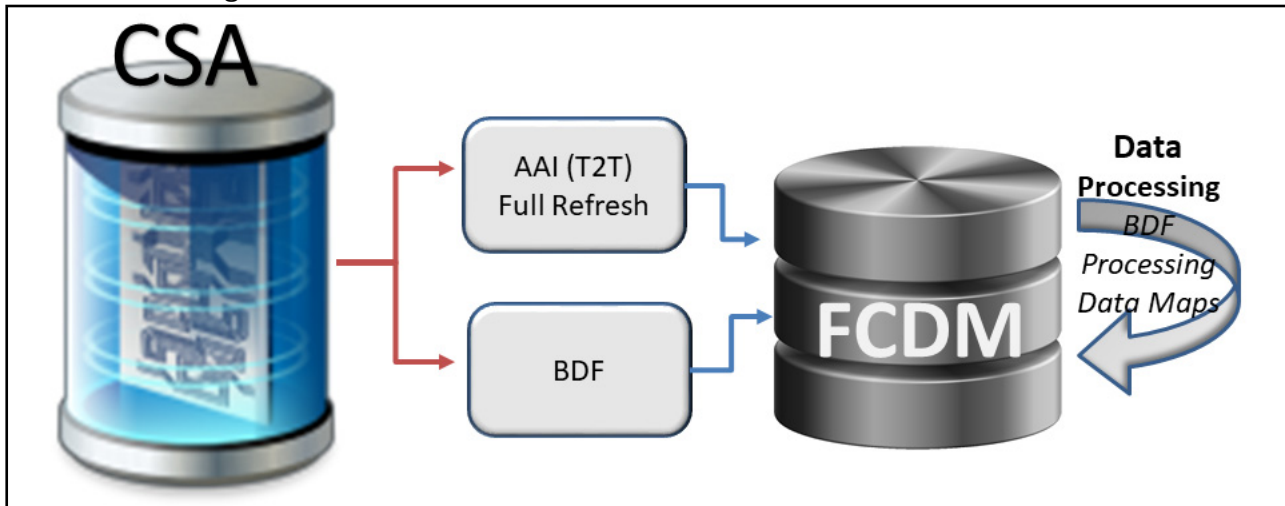 CSA
AAI (T2T)
Full Refresh
BDF
FCDM
Data
Processing
BDF
Processing
Data Maps